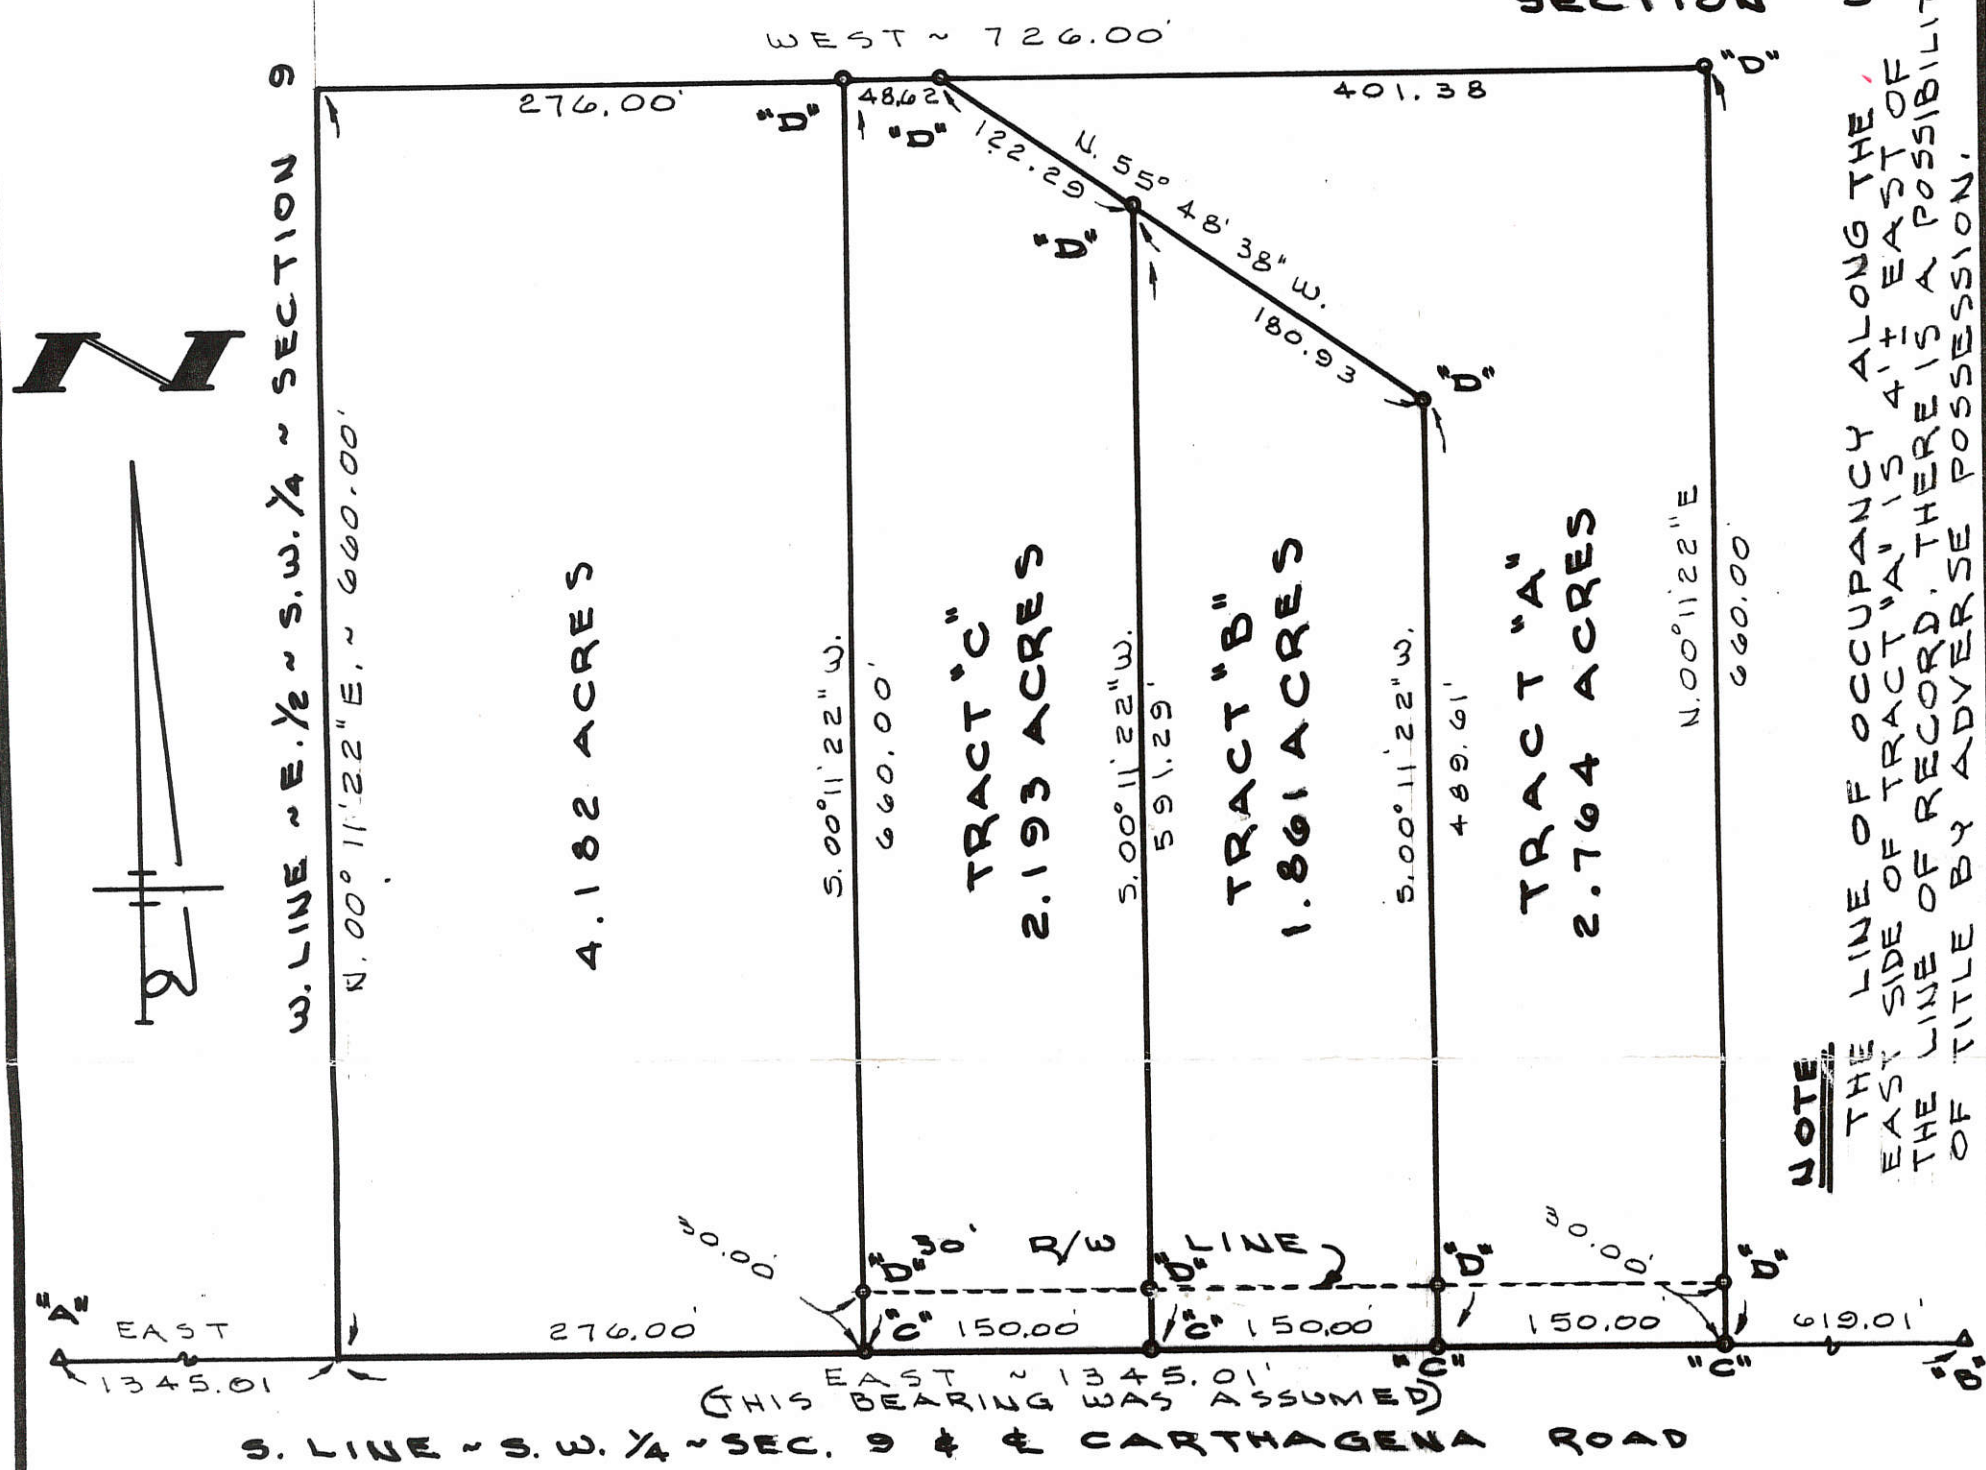 SECTION
WEST ~ 726.00'
276.00'
48.62
401.38
"D"
"D"
"D"
122.29
N. 55° 48' 38" W.
"D"
180.93
"D"
N
W. LINE ~ E. 1/2 ~ S.W. 1/4 ~ SECTION 9
N. 00° 11' 22" E. ~ 660.00'
4.182 ACRES
S. 00° 11' 22" W.
660.00'
TRACT "C"
2.193 ACRES
S. 00° 11' 22" W.
591.29'
TRACT "B"
1.861 ACRES
S. 00° 11' 22" W.
489.61'
TRACT "A"
2.764 ACRES
N. 00° 11' 22" E
660.00'
NOTE
THE LINE OF OCCUPANCY ALONG THE
EAST SIDE OF TRACT "A" IS 4'± EAST OF
THE LINE OF RECORD. THERE IS A
OF TITLE BY ADVERSE POSSESSION.
30.00'
"D"
30' R/W LINE
"D"
"D"
30.00'
"D"
"A"
EAST
1345.01
276.00'
"C"
150.00'
"C"
150.00'
"C"
150.00'
"C"
619.01'
"B"
EAST ~ 1345.01'
(THIS BEARING WAS ASSUMED)
S. LINE ~ S.W. 1/4 ~ SEC. 9 & ℄ CARTHAGENA ROAD